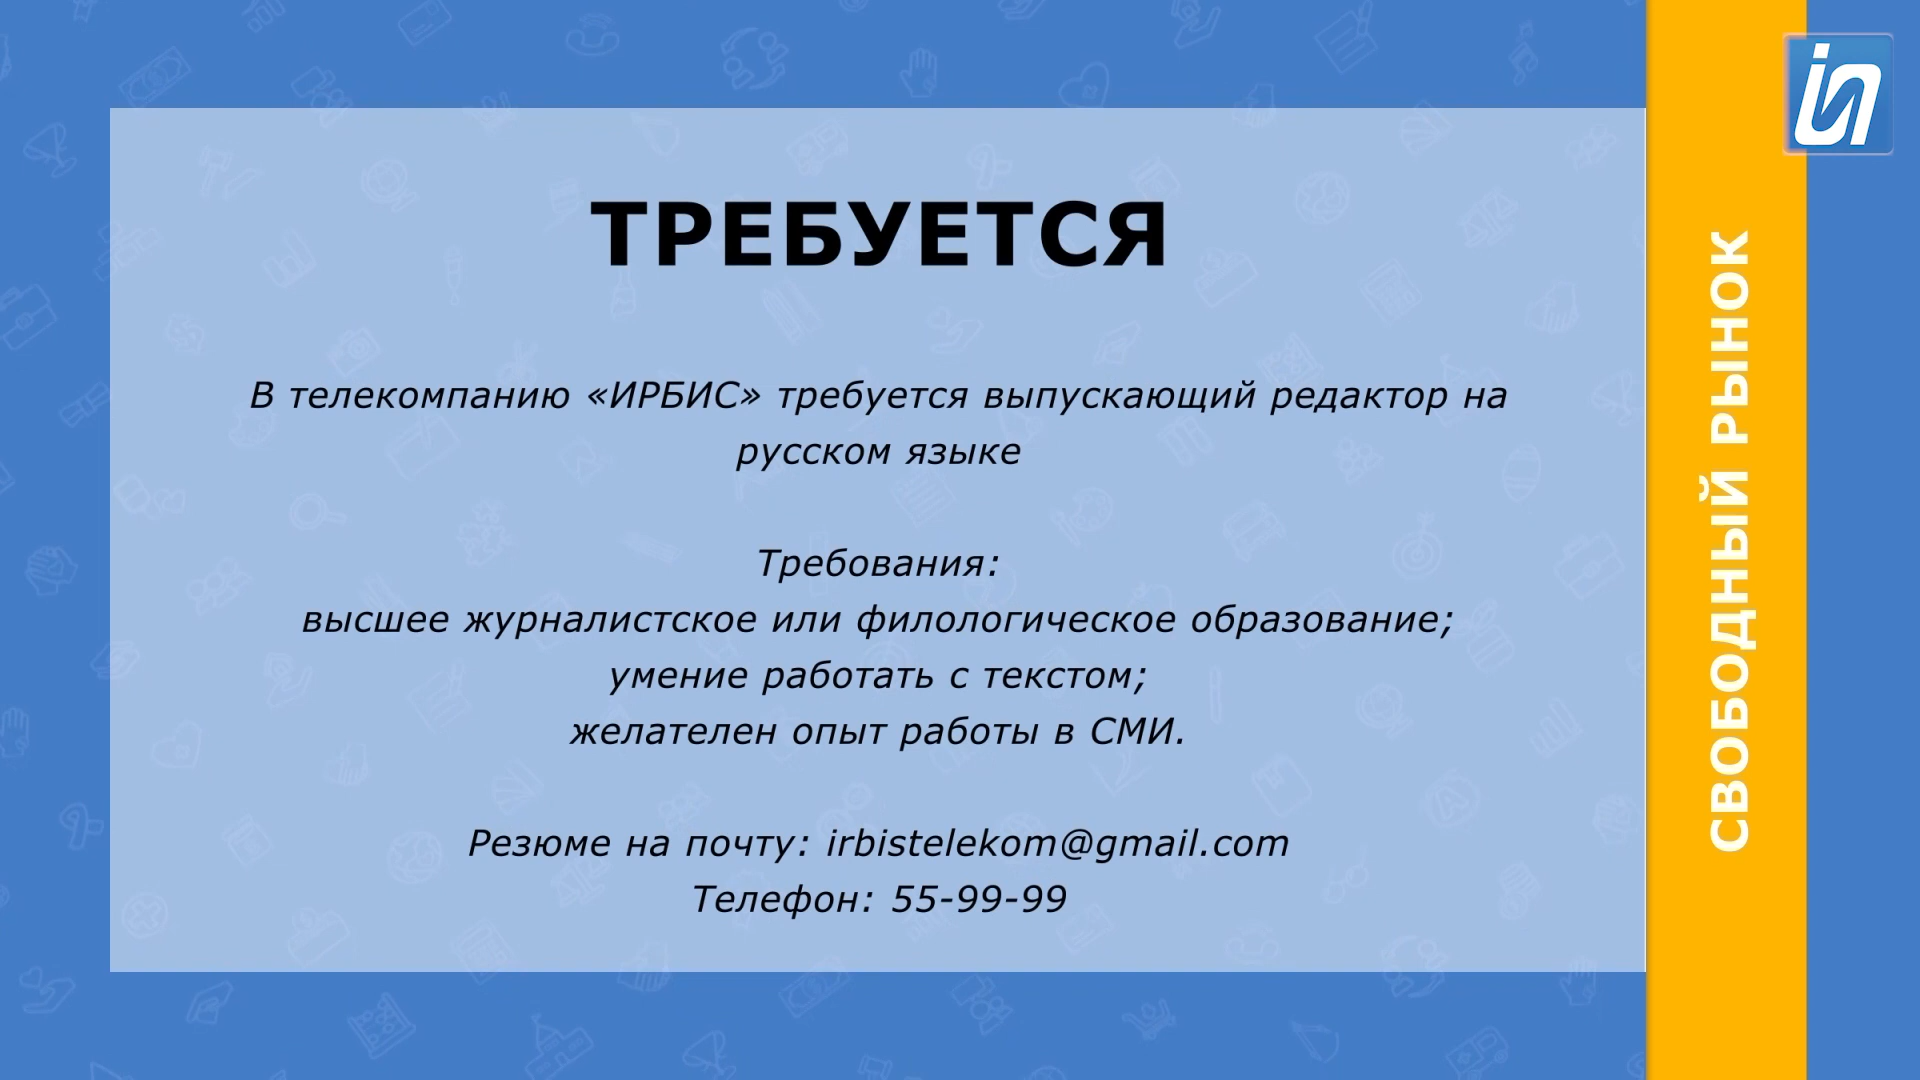 ТРЕБУЕТСЯ
В телекомпанию «ИРБИС» требуется выпускающий редактор на
русском языке
Требования:
высшее журналистское или филологическое образование;
умение работать с текстом;
желателен опыт работы в СМИ.
Резюме на почту: irbistelekom@gmail.com
Телефон: 55-99-99
СВОБОДНЫЙ РЫНОК